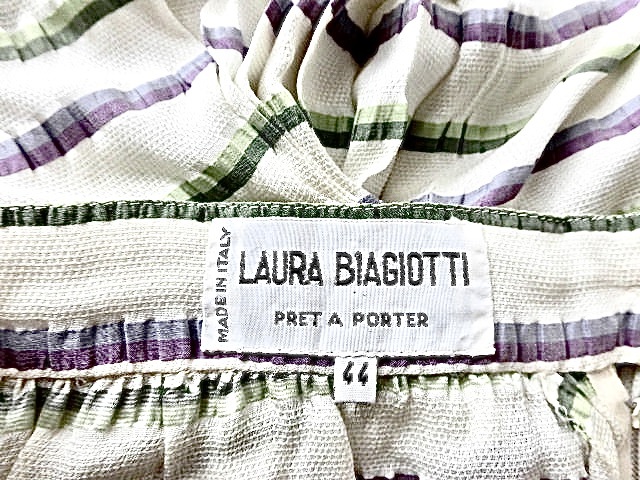 MADE IN ITALY
LAURA BIAGIOTTI
PRET A PORTER
44